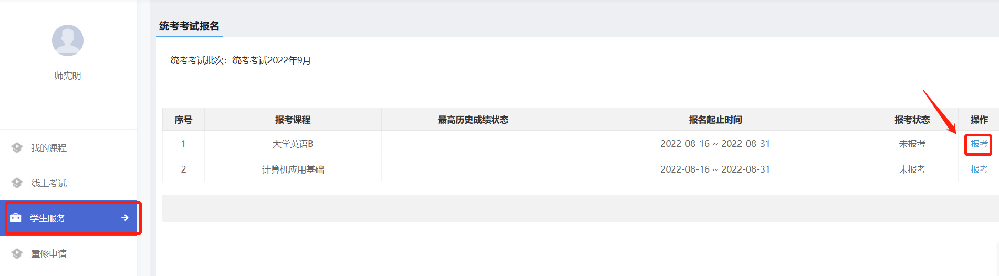 师宪明
我的课程
线上考试
学生服务
重修申请
统考考试报名
统考考试批次：统考考试2022年9月
序号 报考课程 最高历史成绩状态 报名起止时间 报考状态 操作
1 大学英语B 2022-08-16 ~ 2022-08-31 未报考 报考
2 计算机应用基础 2022-08-16 ~ 2022-08-31 未报考 报考